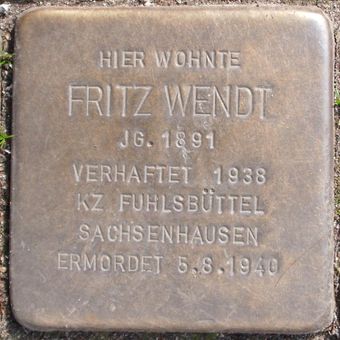 HIER WOHNTE
FRITZ WENDT
JG. 1891
VERHAFTET 1938
KZ FUHLSBÜTTEL
SACHSENHAUSEN
ERMORDET 5.8.1940